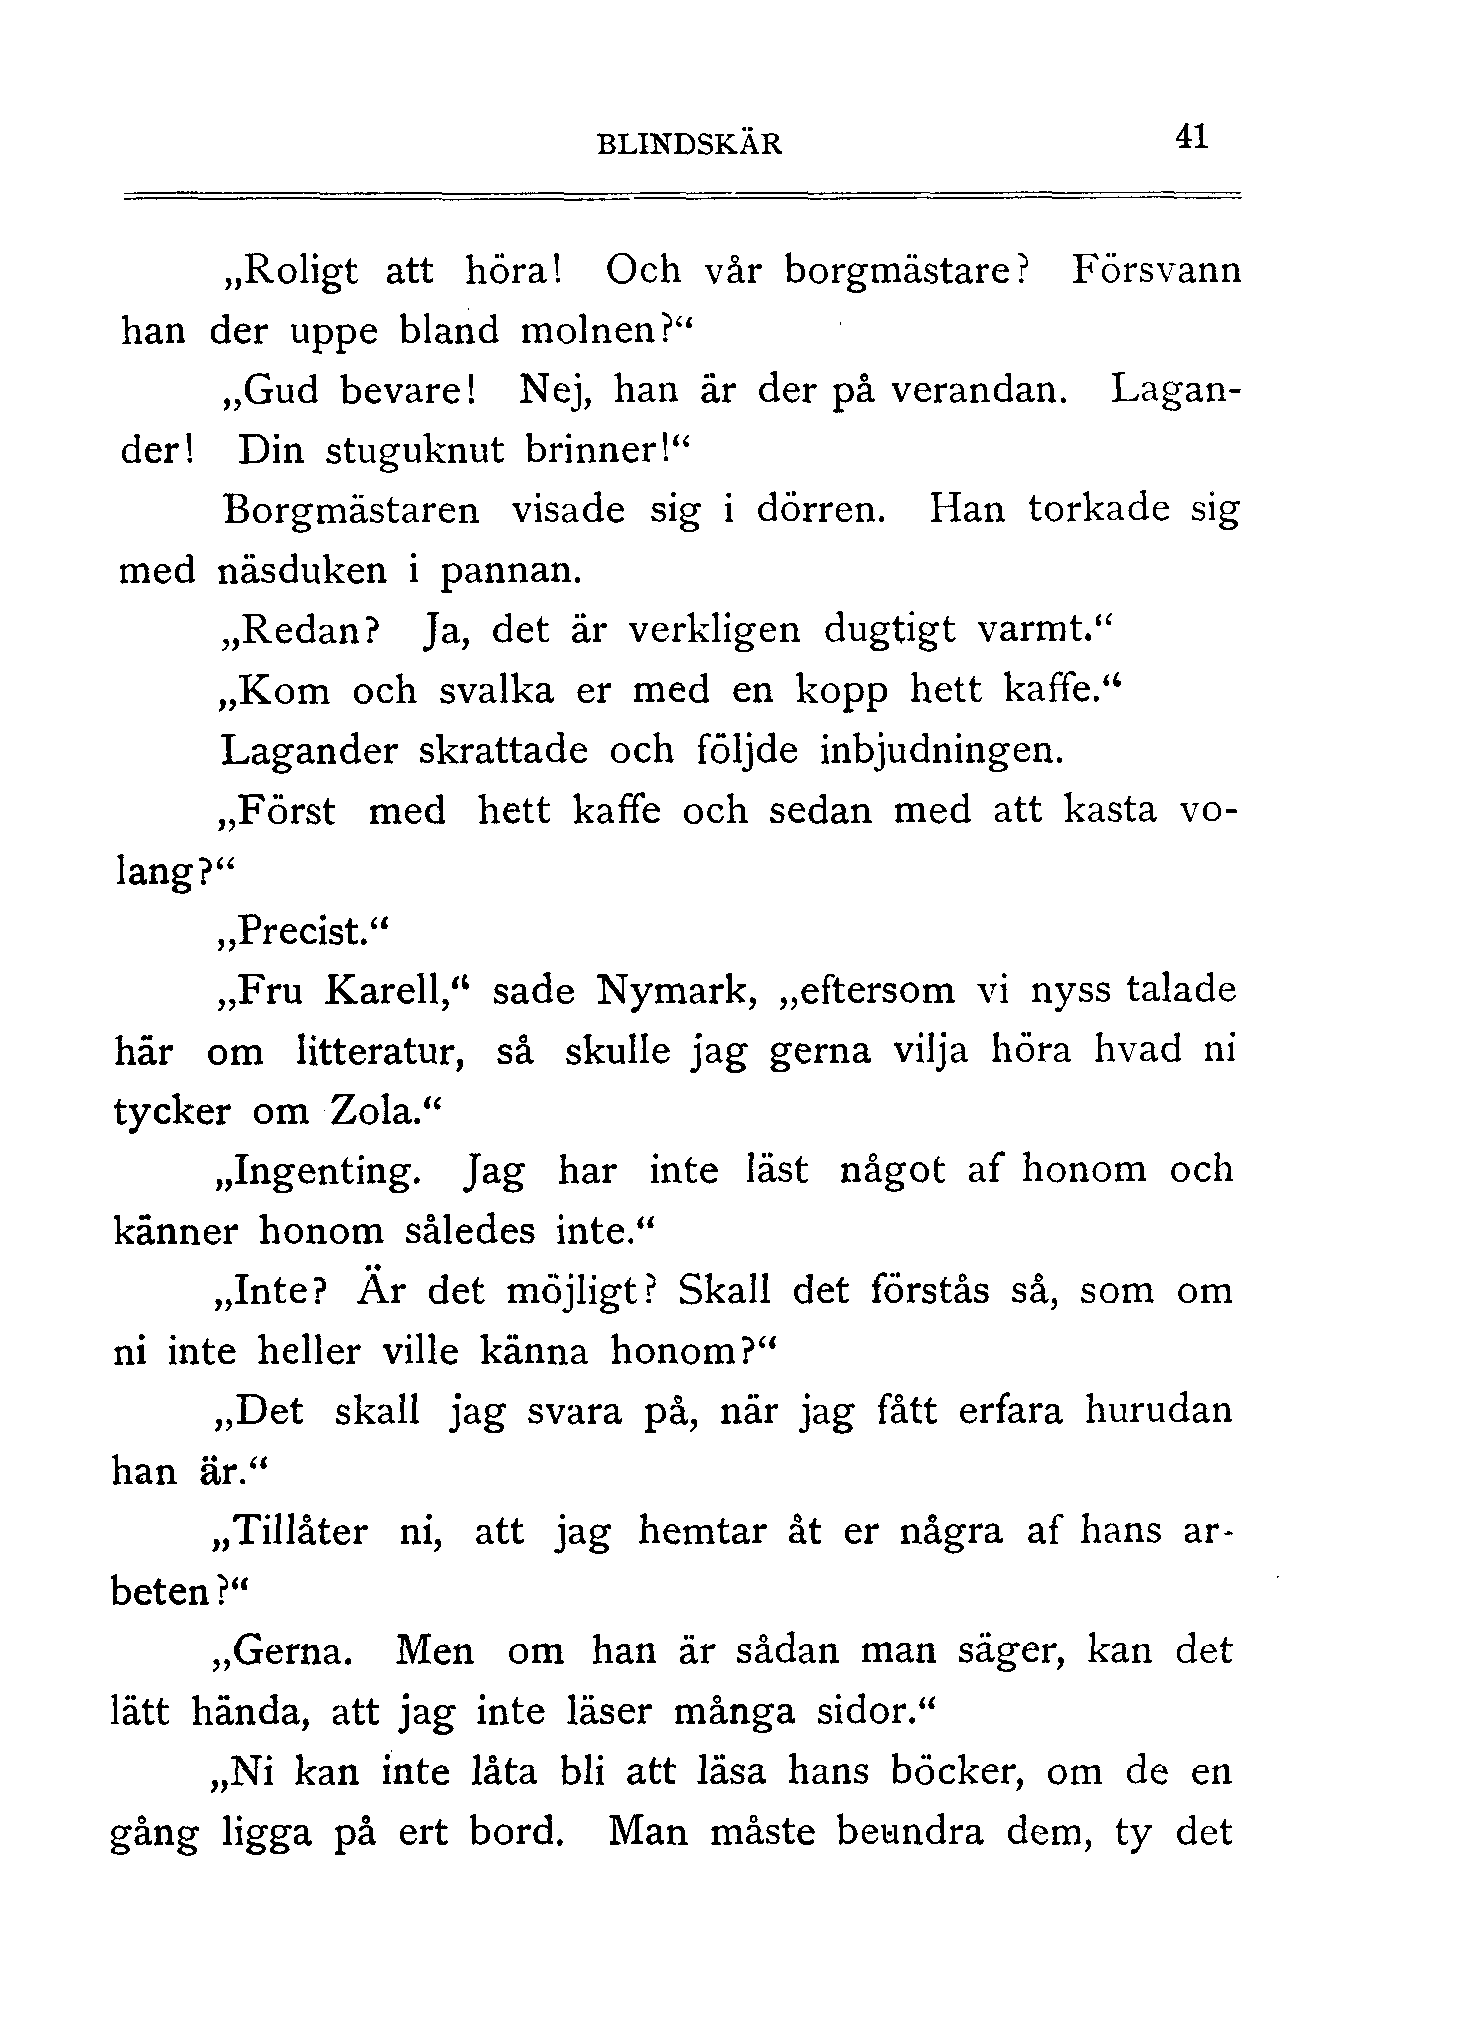 BLINDSKÄR 41
„Roligt att höra! Och vår borgmästare? Försvann
han der uppe bland molnen?“
„Gud bevare! Nej, han är der på verandan. Lagan-
der! Din stuguknut brinner!“
Borgmästaren visade sig i dörren. Han torkade sig
med näsduken i pannan.
„Redan? Ja, det är verkligen dugtigt varmt.“
„Kom och svalka er med en kopp hett kaffe.“
Lagander skrattade och följde inbjudningen.
„Först med hett kaffe och sedan med att kasta vo-
lang?“
„Precist.“
„Fru Karell,“ sade Nymark, „eftersom vi nyss talade
här om litteratur, så skulle jag gerna vilja höra hvad ni
tycker om Zola.“
„Ingenting. Jag har inte läst något af honom och
känner honom således inte.“
„Inte? Är det möjligt? Skall det förstås så, som om
ni inte heller ville känna honom?“
„Det skall jag svara på, när jag fått erfara hurudan
han är.“
„Tillåter ni, att jag hemtar åt er några af hans ar-
beten?“
„Gerna. Men om han är sådan man säger, kan det
lätt hända, att jag inte läser många sidor.“
„Ni kan inte låta bli att läsa hans böcker, om de en
gång ligga på ert bord. Man måste beundra dem, ty det